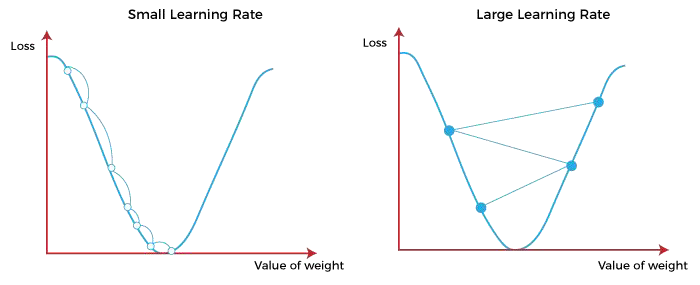 Small Learning Rate
Loss
Value of weight
Large Learning Rate
Loss
Value of weight